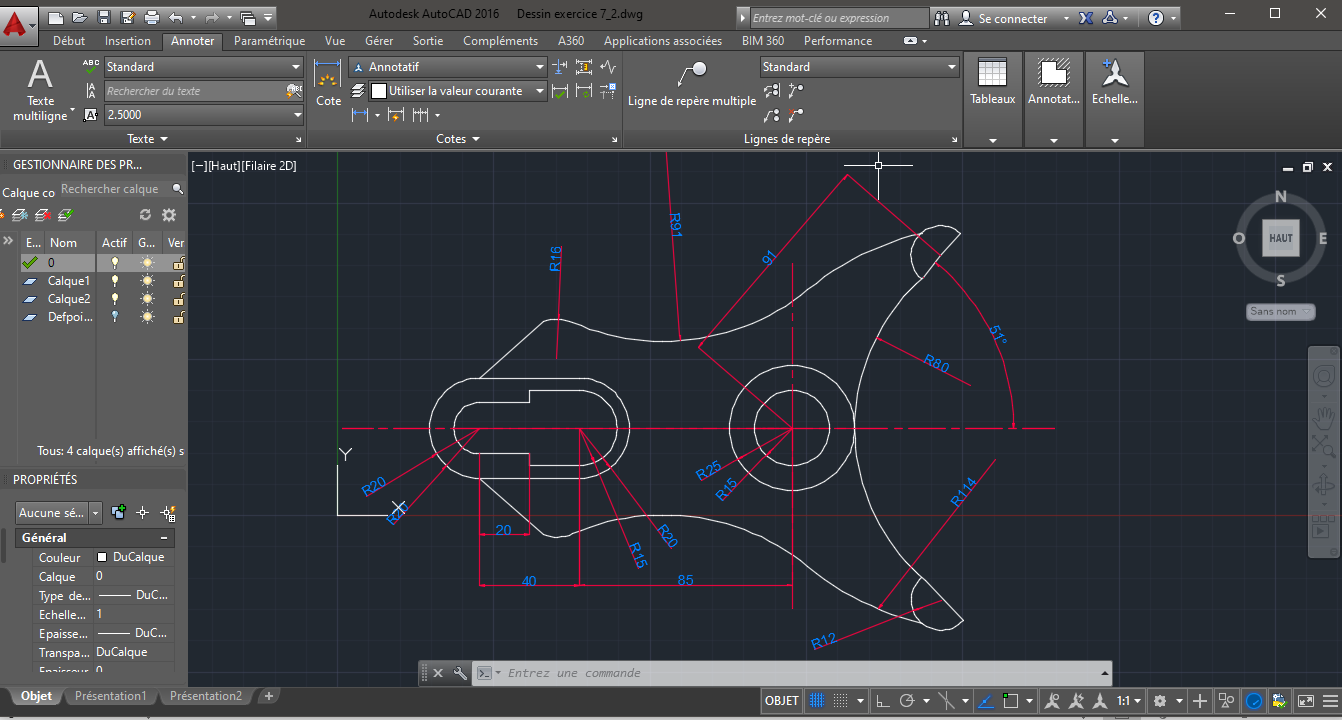 Autodesk AutoCAD 2016 Dessin exercice 7_2.dwg
Entrez mot-clé ou expression
Se connecter
Début Insertion Annoter Paramétrique Vue Gérer Sortie Compléments A360 Applications associées BIM 360 Performance
A ABC Standard
Annotatif
Standard
Rechercher du texte
Utiliser la valeur courante
Texte
multiligne
2.5000
Cote
Ligne de repère multiple
Tableaux
Annotat...
Echelle...
Texte
Cotes
Lignes de repère
GESTIONNAIRE DES PR...
[−][Haut][Filaire 2D]
Calque co Rechercher calque
E... Nom Actif G... Ver
0
Calque1
Calque2
Defpoi...
Tous: 4 calque(s) affiché(s) s
PROPRIÉTÉS
Aucune sé...
Général
Couleur DuCalque
Calque 0
Type de... DuC...
Echelle... 1
Epaisse... DuC...
Transpa... DuCalque
Epaisseur 0
N
O HAUT E
S
Sans nom
R16
R91
91
51°
R80
R25
R15
R20
R20
R15
20
40
85
R114
R12
Y
X
Entrez une commande
Objet Présentation1 Présentation2 +
OBJET
1:1